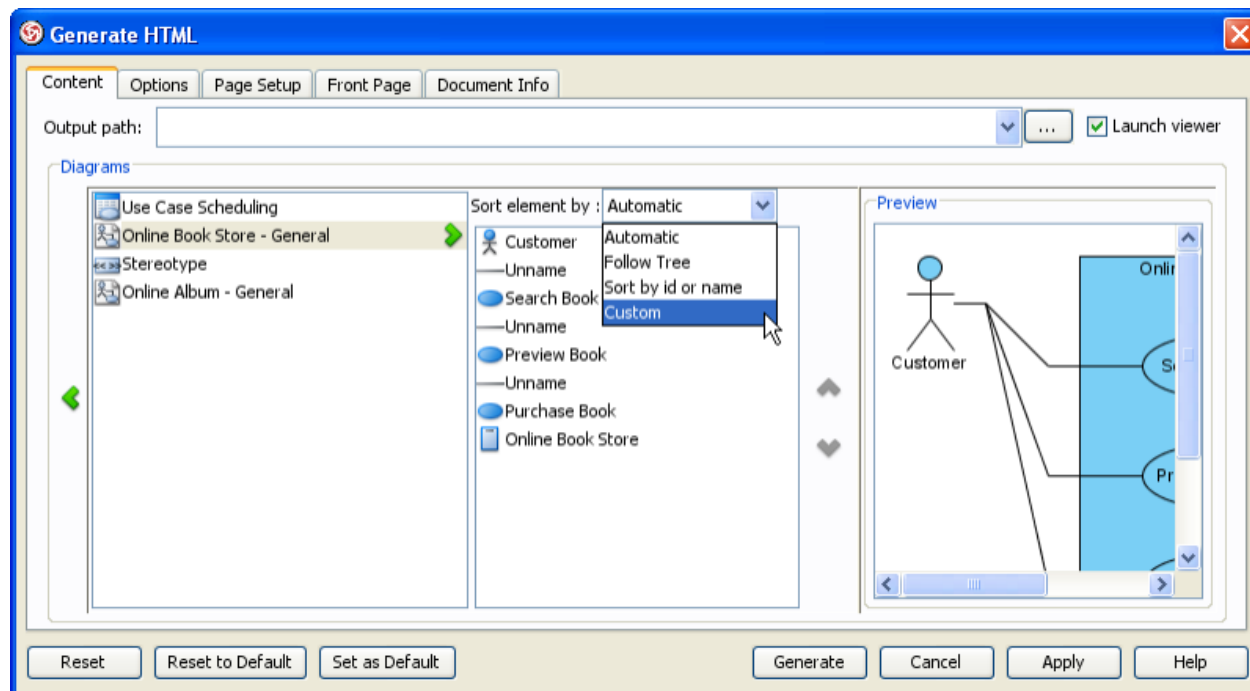 Generate HTML
Content Options Page Setup Front Page Document Info
Output path: ... Launch viewer
Diagrams
Use Case Scheduling
Online Book Store - General
Stereotype
Online Album - General
Sort element by : Automatic
Automatic
Follow Tree
Sort by id or name
Custom
Customer
Unname
Search Book
Unname
Preview Book
Unname
Purchase Book
Online Book Store
Preview
Onlin
Customer
Se
Pr
Reset Reset to Default Set as Default Generate Cancel Apply Help